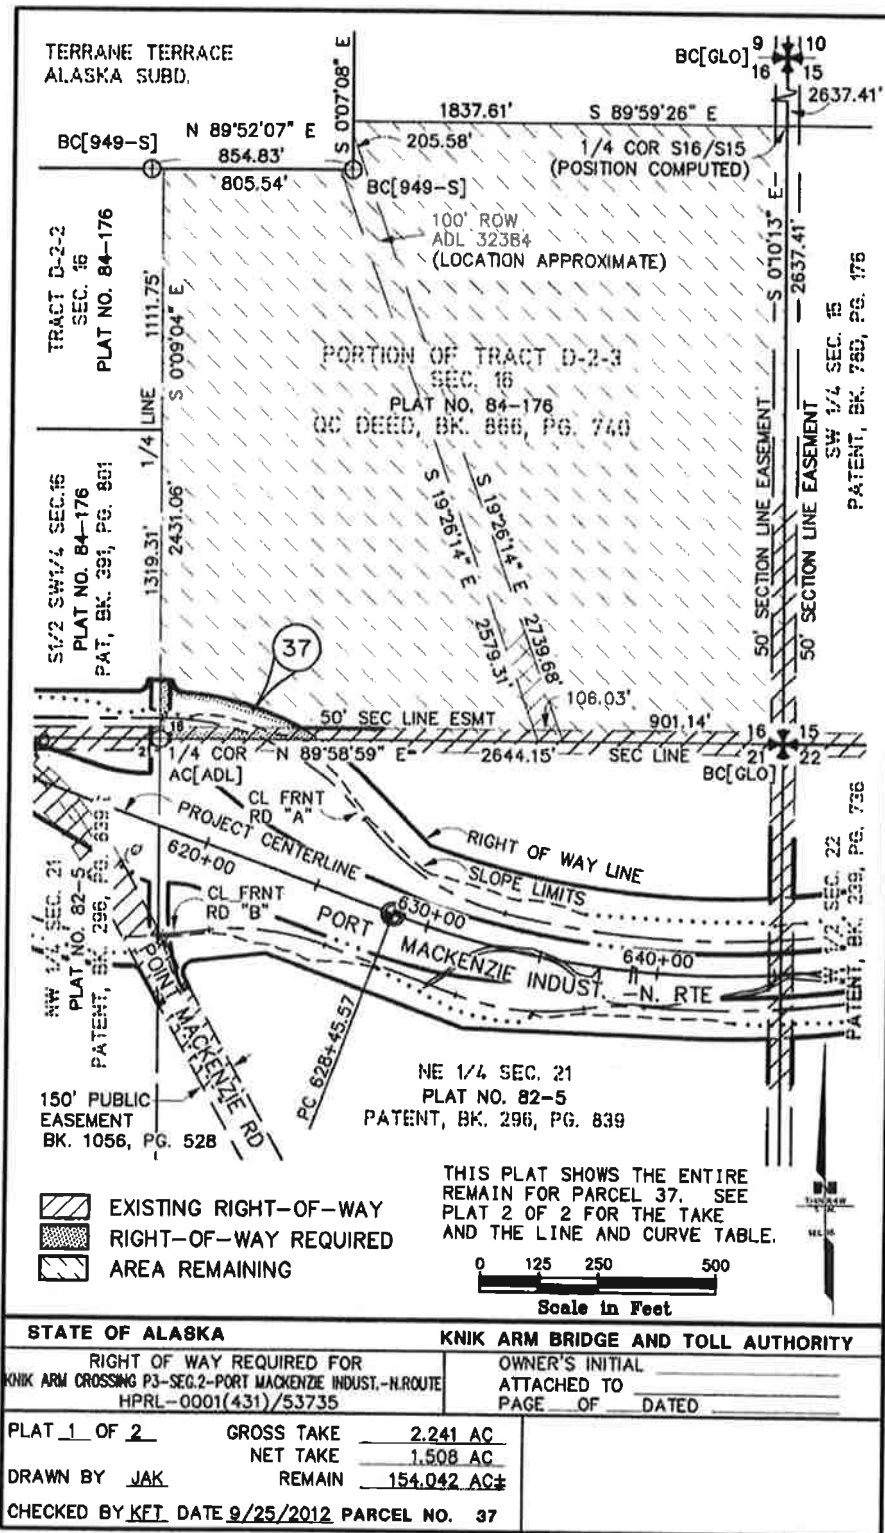 TERRANE TERRACE
ALASKA SUBD.
S 0°07'08" E
BC[GLO]
9 10
16 15
2637.41'
1837.61' S 89°59'26" E
N 89°52'07" E
BC[949-S]
854.83'
805.54'
205.58'
BC[949-S]
1/4 COR S16/S15
(POSITION COMPUTED)
100' ROW
ADL 32384
(LOCATION APPROXIMATE)
TRACT D-2-2
SEC. 16
PLAT NO. 84-176
1111.75'
S 0°09'04" E
S 0°10'13" E
2637.41'
SW 1/4 SEC. 15
PATENT, BK. 78D, PG. 176
PORTION OF TRACT D-2-3
SEC. 16
PLAT NO. 84-176
QC DEED, BK. 866, PG. 740
1/4 LINE
S1/2 SW1/4 SEC.16
PLAT NO. 84-176
PAT, BK. 391, PG. 801
1319.31'
2431.06'
S 19°26'14" E
S 19°26'14" E
2579.31'
2739.68'
50' SECTION LINE EASEMENT
50' SECTION LINE EASEMENT
37
106.03'
50' SEC LINE ESMT
901.14'
16
2
1/4 COR
AC[ADL]
N 89°58'59" E
2644.15'
SEC LINE
16 15
21 22
BC[GLO]
CL FRNT
RD "A"
PROJECT CENTERLINE
620+00
RIGHT OF WAY LINE
SLOPE LIMITS
CL FRNT
RD "B"
630+00
640+00
PORT MACKENZIE INDUST. -N. RTE
NW 1/4 SEC. 21
PLAT NO. 82-5
PATENT, BK. 296, PG. 839
W 1/2 SEC. 22
PATENT, BK. 239, PG. 736
POINT MACKENZIE RD
PC 628+45.57
NE 1/4 SEC. 21
PLAT NO. 82-5
PATENT, BK. 296, PG. 839
150' PUBLIC
EASEMENT
BK. 1056, PG. 528
EXISTING RIGHT-OF-WAY
RIGHT-OF-WAY REQUIRED
AREA REMAINING
THIS PLAT SHOWS THE ENTIRE
REMAIN FOR PARCEL 37. SEE
PLAT 2 OF 2 FOR THE TAKE
AND THE LINE AND CURVE TABLE.
0 125 250 500
Scale in Feet
STATE OF ALASKA KNIK ARM BRIDGE AND TOLL AUTHORITY
RIGHT OF WAY REQUIRED FOR
KNIK ARM CROSSING P3-SEG.2-PORT MACKENZIE INDUST.-N.ROUTE
HPRL-0001(431)/53735
OWNER'S INITIAL
ATTACHED TO
PAGE OF DATED
PLAT 1 OF 2 GROSS TAKE 2.241 AC
NET TAKE 1.508 AC
DRAWN BY JAK REMAIN 154.042 AC±
CHECKED BY KFT DATE 9/25/2012 PARCEL NO. 37